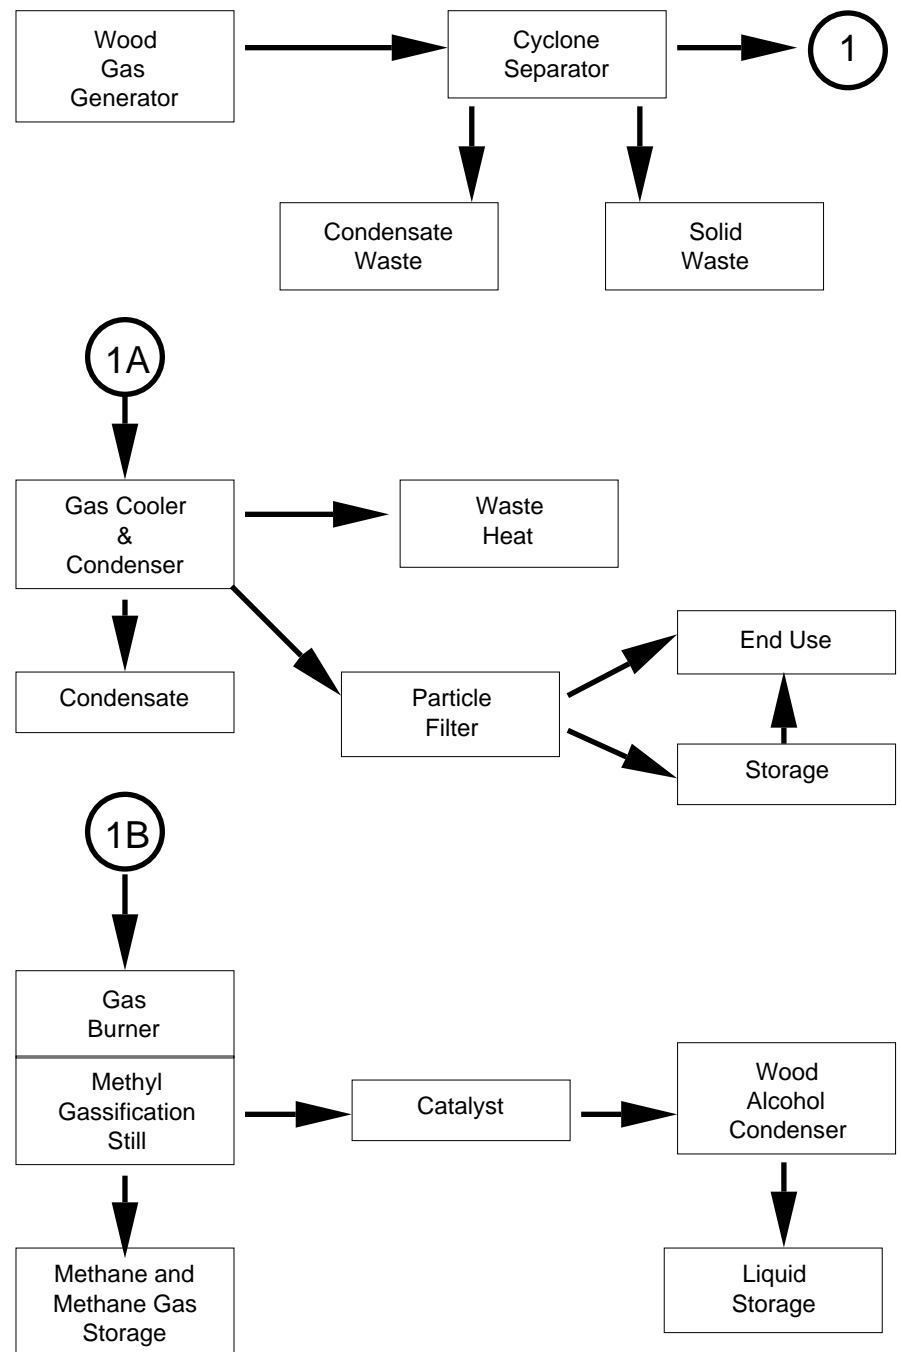 Wood
Gas
Generator
Cyclone
Separator
1
Condensate
Waste
Solid
Waste
1A
Gas Cooler
&
Condenser
Waste
Heat
Condensate
Particle
Filter
End Use
Storage
1B
Gas
Burner
Methyl
Gassification
Still
Catalyst
Wood
Alcohol
Condenser
Methane and
Methane Gas
Storage
Liquid
Storage